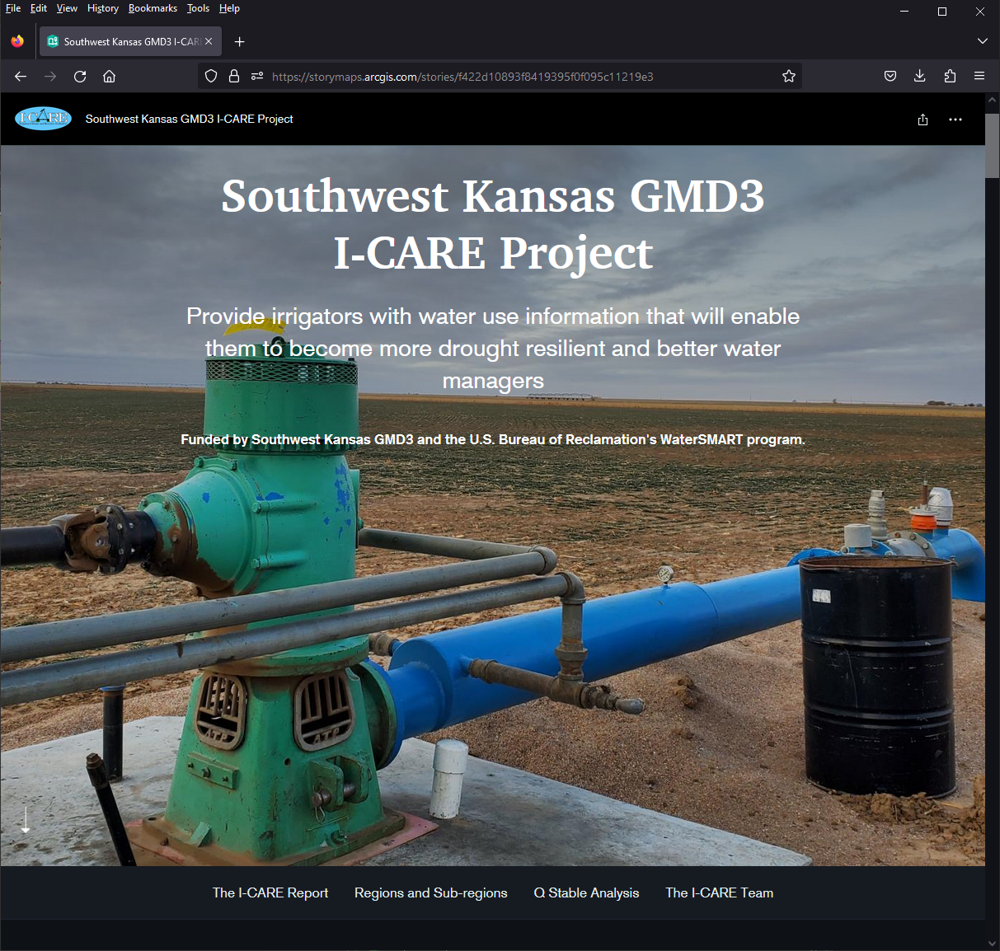 File Edit View History Bookmarks Tools Help
Southwest Kansas GMD3 I-CAR
https://storymaps.arcgis.com/stories/f422d10893f8419395f0f095c11219e3
I-CARE
Southwest Kansas GMD3 I-CARE Project
Southwest Kansas GMD3
I-CARE Project
Provide irrigators with water use information that will enable
them to become more drought resilient and better water
managers
Funded by Southwest Kansas GMD3 and the U.S. Bureau of Reclamation's WaterSMART program.
The I-CARE Report Regions and Sub-regions Q Stable Analysis The I-CARE Team